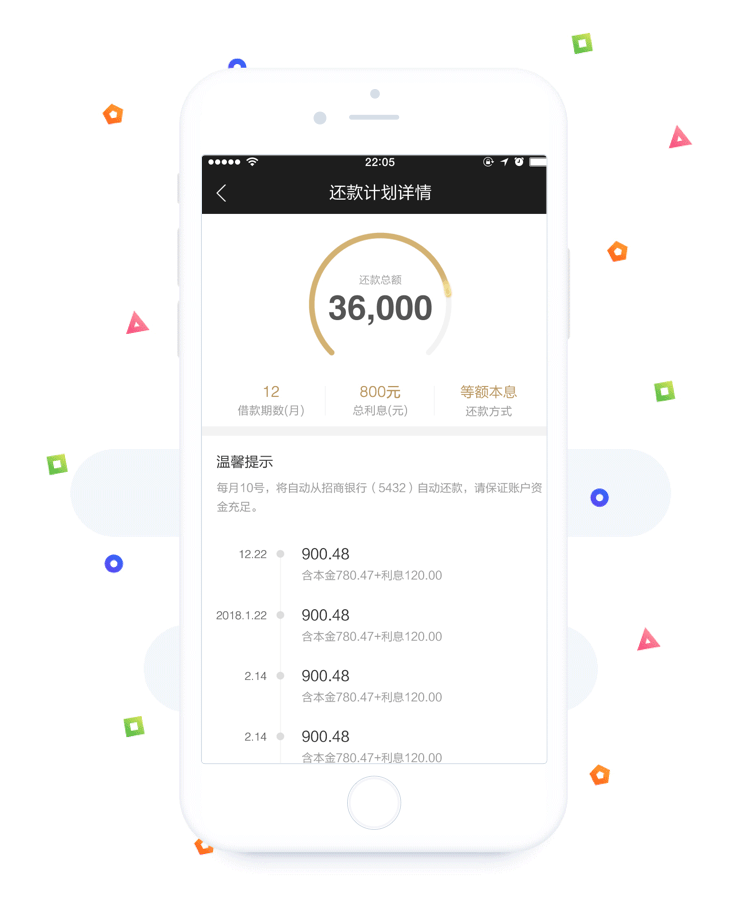 22:05
还款计划详情
还款总额
36,000
12
借款期数(月)
800元
总利息(元)
等额本息
还款方式
温馨提示
每月10号，将自动从招商银行（5432）自动还款，请保证账户资
金充足。
12.22
900.48
含本金780.47+利息120.00
2018.1.22
900.48
含本金780.47+利息120.00
2.14
900.48
含本金780.47+利息120.00
2.14
900.48
含本金780.47+利息120.00